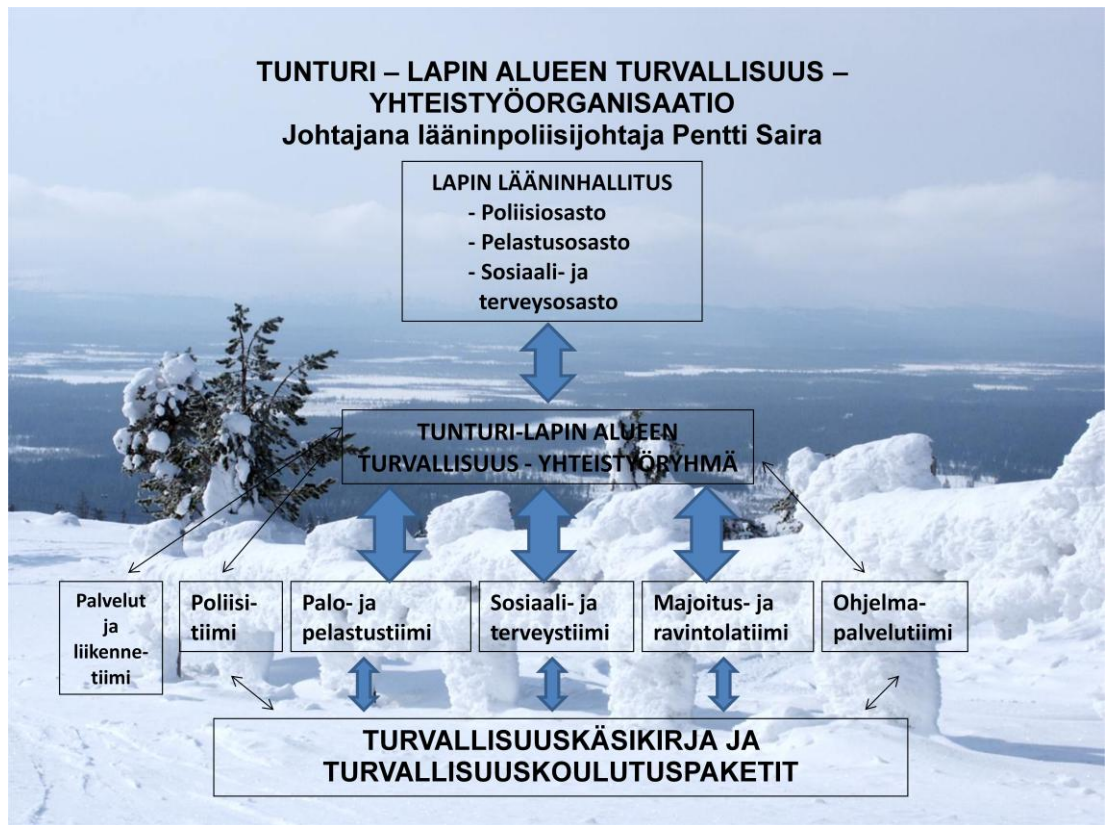 TUNTURI – LAPIN ALUEEN TURVALLISUUS –
YHTEISTYÖORGANISAATIO
Johtajana lääninpoliisijohtaja Pentti Saira
LAPIN LÄÄNINHALLITUS
- Poliisiosasto
- Pelastusosasto
- Sosiaali- ja
terveysosasto
TUNTURI-LAPIN ALUEEN
TURVALLISUUS - YHTEISTYÖRYHMÄ
Palvelut
ja
liikenne-
tiimi
Poliisi-
tiimi
Palo- ja
pelastustiimi
Sosiaali- ja
terveystiimi
Majoitus- ja
ravintolatiimi
Ohjelma-
palvelutiimi
TURVALLISUUSKÄSIKIRJA JA
TURVALLISUUSKOULUTUSPAKETIT